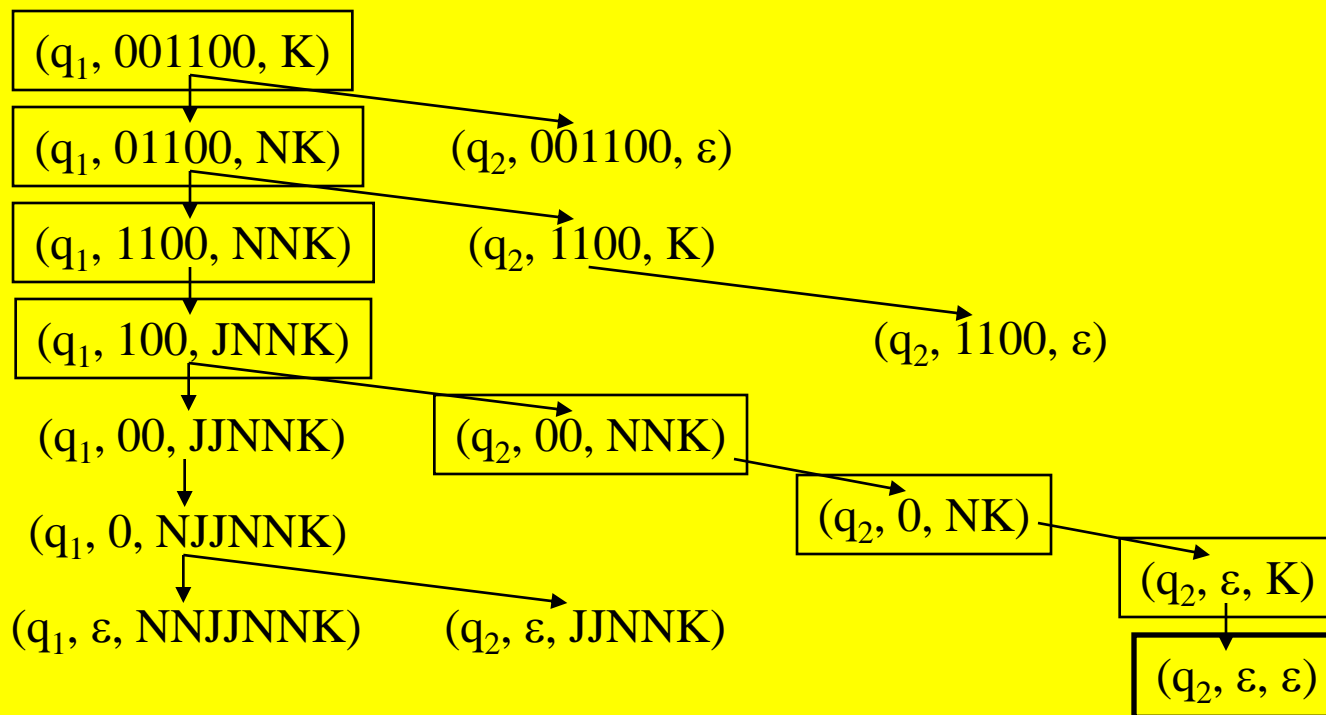 (q₁, 001100, K)
(q₁, 01100, NK) (q₂, 001100, ε)
(q₁, 1100, NNK) (q₂, 1100, K)
(q₁, 100, JNNK) (q₂, 1100, ε)
(q₁, 00, JJNNK) (q₂, 00, NNK)
(q₁, 0, NJJNNK) (q₂, 0, NK)
(q₂, ε, K)
(q₁, ε, NNJJNNK) (q₂, ε, JJNNK)
(q₂, ε, ε)